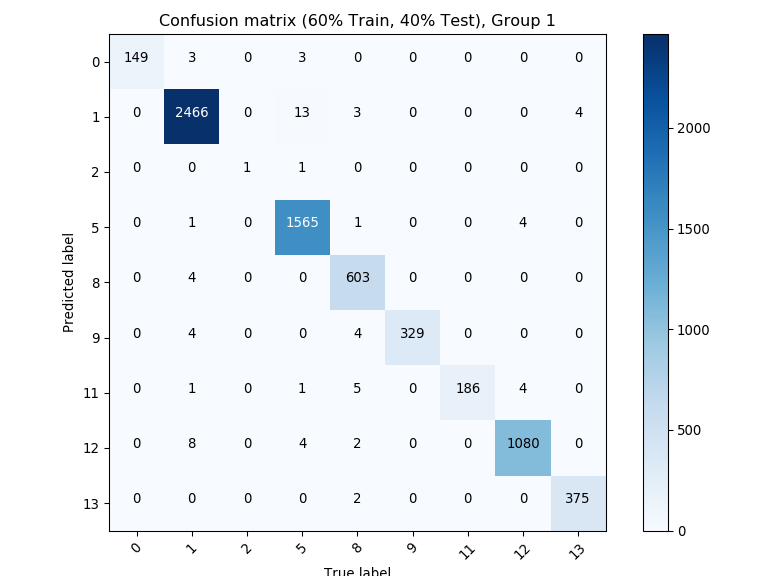 Confusion matrix (60% Train, 40% Test), Group 1
0 149 3 0 3 0 0 0 0 0
1 0 2466 0 13 3 0 0 0 4
2 0 0 1 1 0 0 0 0 0
5 0 1 0 1565 1 0 0 4 0
8 0 4 0 0 603 0 0 0 0
9 0 4 0 0 4 329 0 0 0
11 0 1 0 1 5 0 186 4 0
12 0 8 0 4 2 0 0 1080 0
13 0 0 0 0 2 0 0 0 375
0 1 2 5 8 9 11 12 13
Predicted label
True label
2000
1500
1000
500
0